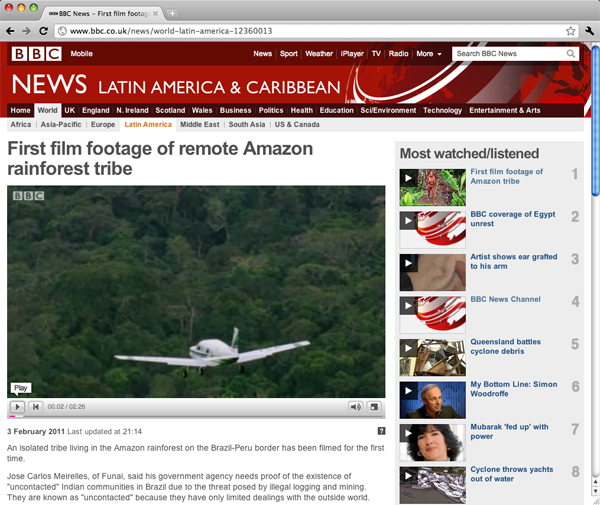 BBC News - First film footage
www.bbc.co.uk/news/world-latin-america-12360013
BBC Mobile News Sport Weather iPlayer TV Radio More Search BBC News
NEWS LATIN AMERICA & CARIBBEAN
Home World UK England N. Ireland Scotland Wales Business Politics Health Education Sci/Environment Technology Entertainment & Arts
Africa Asia-Pacific Europe Latin America Middle East South Asia US & Canada
First film footage of remote Amazon
rainforest tribe
BBC
Play
00.02 / 02.26
3 February 2011 Last updated at 21:14
?
An isolated tribe living in the Amazon rainforest on the Brazil-Peru border has been filmed for the first
time.
Jose Carlos Meirelles, of Funai, said his government agency needs proof of the existence of
"uncontacted" Indian communities in Brazil due to the threat posed by illegal logging and mining.
They are known as "uncontacted" because they have only limited dealings with the outside world.
Most watched/listened
First film footage of 1
Amazon tribe
BBC coverage of Egypt 2
unrest
Artist shows ear grafted 3
to his arm
BBC News Channel 4
Queensland battles 5
cyclone debris
My Bottom Line: Simon 6
Woodroffe
Mubarak 'fed up' with 7
power
Cyclone throws yachts 8
out of water